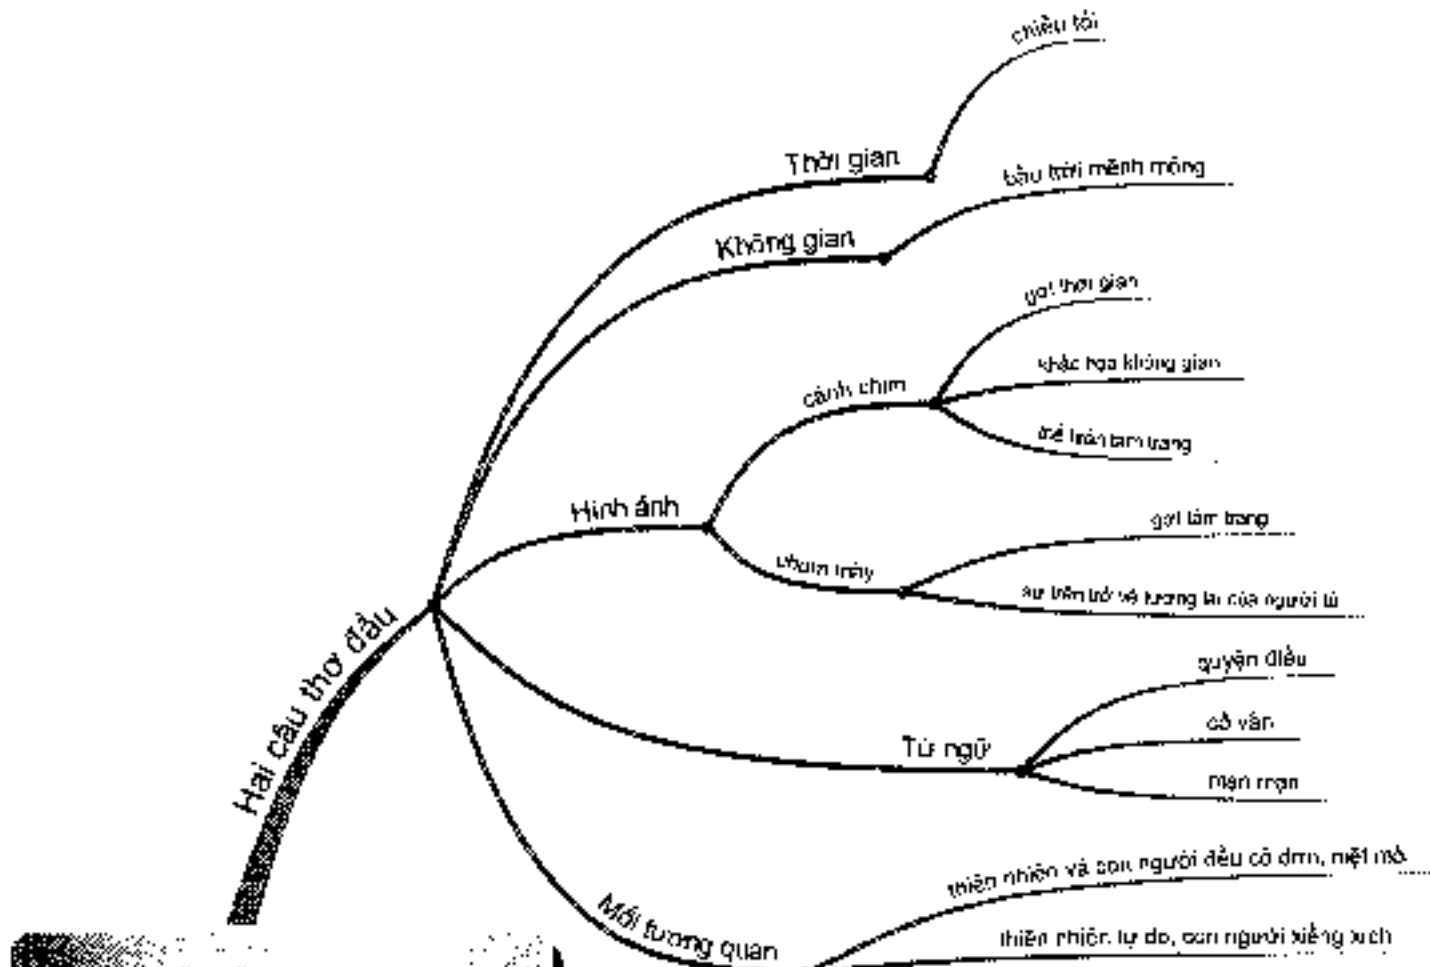 chiều tối
Thời gian
bầu trời mênh mông
Không gian
gợi thời gian
khắc họa không gian
cánh chim
thể hiện tâm trạng
Hình ảnh
gợi tâm trạng
chòm mây
sự trăn trở về tương lai của người tù
Hai câu thơ đầu
quyện điểu
cô vân
Từ ngữ
mạn mạn
thiên nhiên và con người đều cô đơn, mệt mỏi
Mối tương quan
thiên nhiên tự do, con người xiềng xích